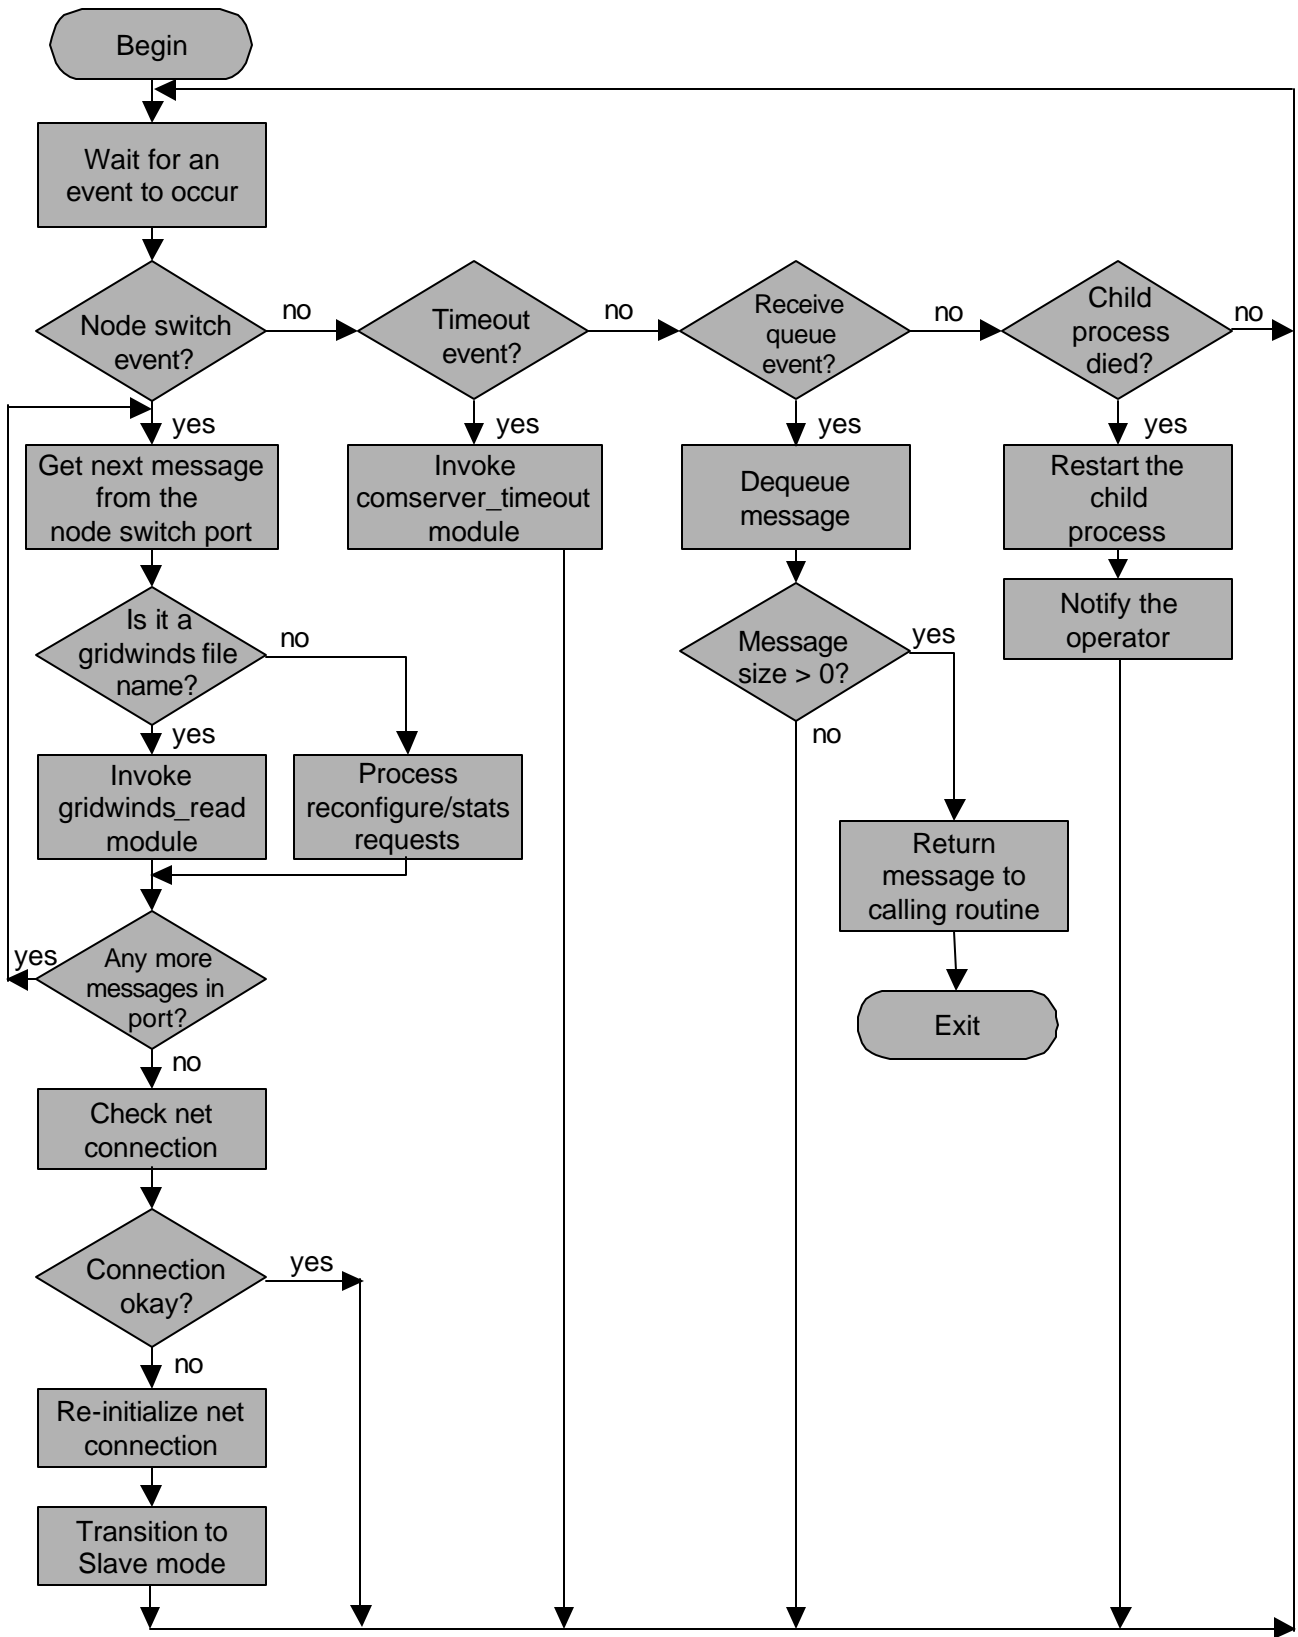 Begin
Wait for an
event to occur
Node switch
event?
no
Timeout
event?
no
Receive
queue
event?
no
Child
process
died?
no
yes
Get next message
from the
node switch port
yes
Invoke
comserver_timeout
module
yes
Dequeue
message
yes
Restart the
child
process
Is it a
gridwinds file
name?
no
Message
size > 0?
yes
no
Notify the
operator
yes
Invoke
gridwinds_read
module
Process
reconfigure/stats
requests
Return
message to
calling routine
Exit
yes
Any more
messages in
port?
no
Check net
connection
Connection
okay?
yes
no
Re-initialize net
connection
Transition to
Slave mode